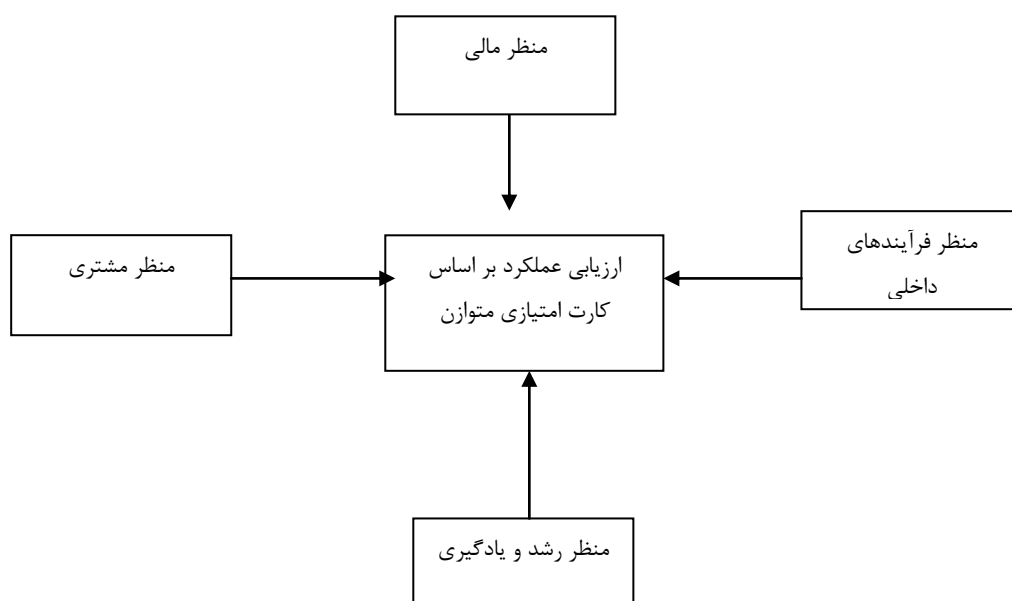 منظر مالی
منظر فرآیندهای
داخلی
ارزیابی عملکرد بر اساس
کارت امتیازی متوازن
منظر مشتری
منظر رشد و یادگیری